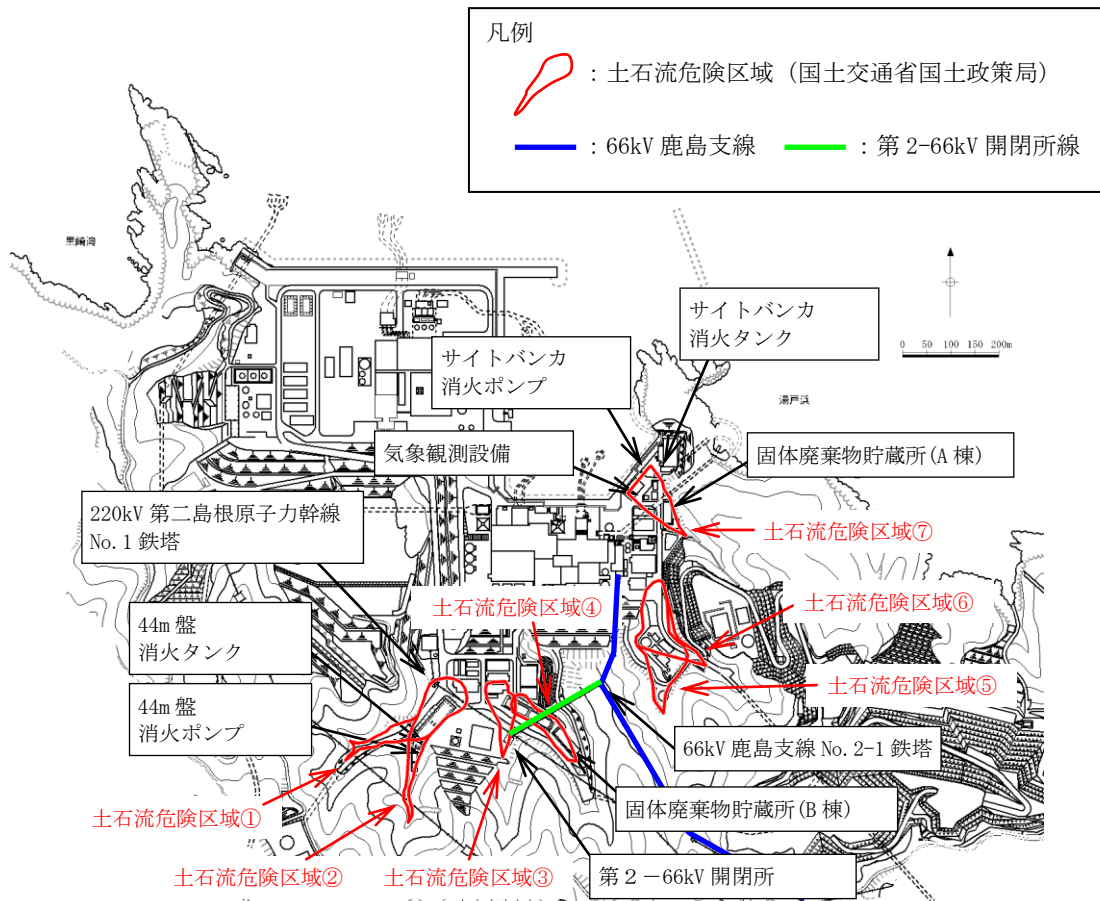 凡例
：土石流危険区域（国土交通省国土政策局）
：66kV 鹿島支線
：第 2−66kV 開閉所線
サイトバンカ
消火タンク
サイトバンカ
消火ポンプ
0 50 100 150 200m
湯戸浜
気象観測設備
固体廃棄物貯蔵所(A 棟)
220kV 第二島根原子力幹線
No.1 鉄塔
土石流危険区域⑦
土石流危険区域④
土石流危険区域⑥
44m 盤
消火タンク
土石流危険区域⑤
44m 盤
消火ポンプ
66kV 鹿島支線 No.2-1 鉄塔
固体廃棄物貯蔵所(B 棟)
土石流危険区域①
土石流危険区域②
土石流危険区域③
第２−66kV 開閉所